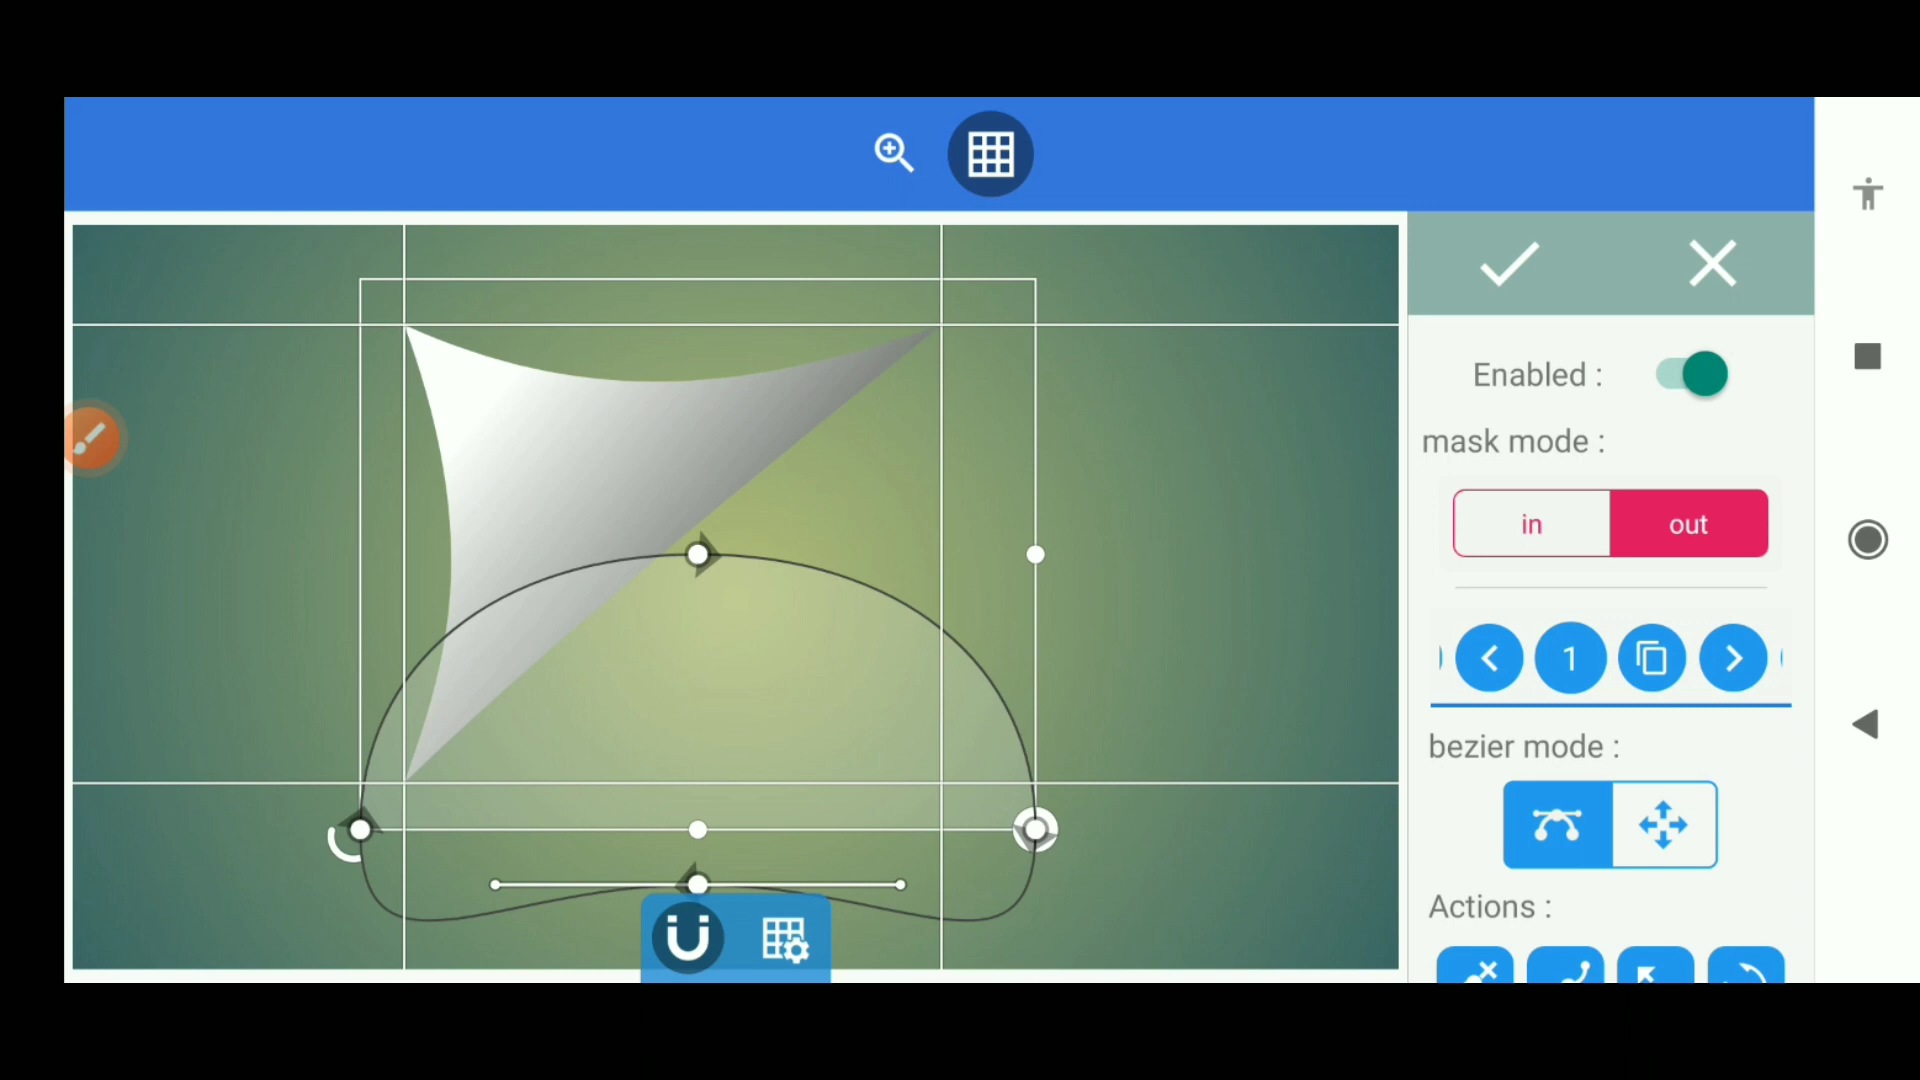 Enabled :
mask mode :
in out
1
bezier mode :
Actions :